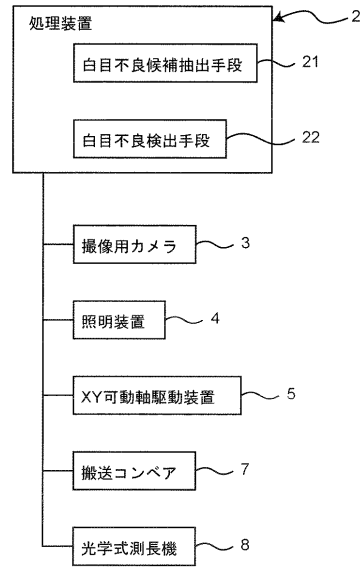 処理装置
2
白目不良候補抽出手段
21
白目不良検出手段
22
撮像用カメラ
3
照明装置
4
XY可動軸駆動装置
5
搬送コンベア
7
光学式測長機
8